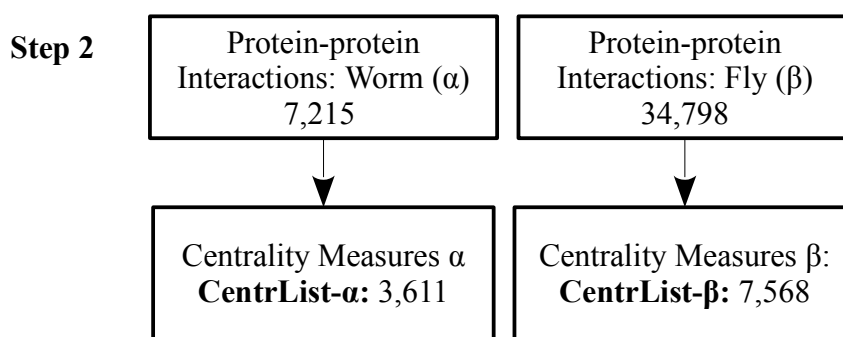 Step 2
Protein-protein
Interactions: Worm (α)
7,215
Protein-protein
Interactions: Fly (β)
34,798
Centrality Measures α
CentrList-α: 3,611
Centrality Measures β:
CentrList-β: 7,568